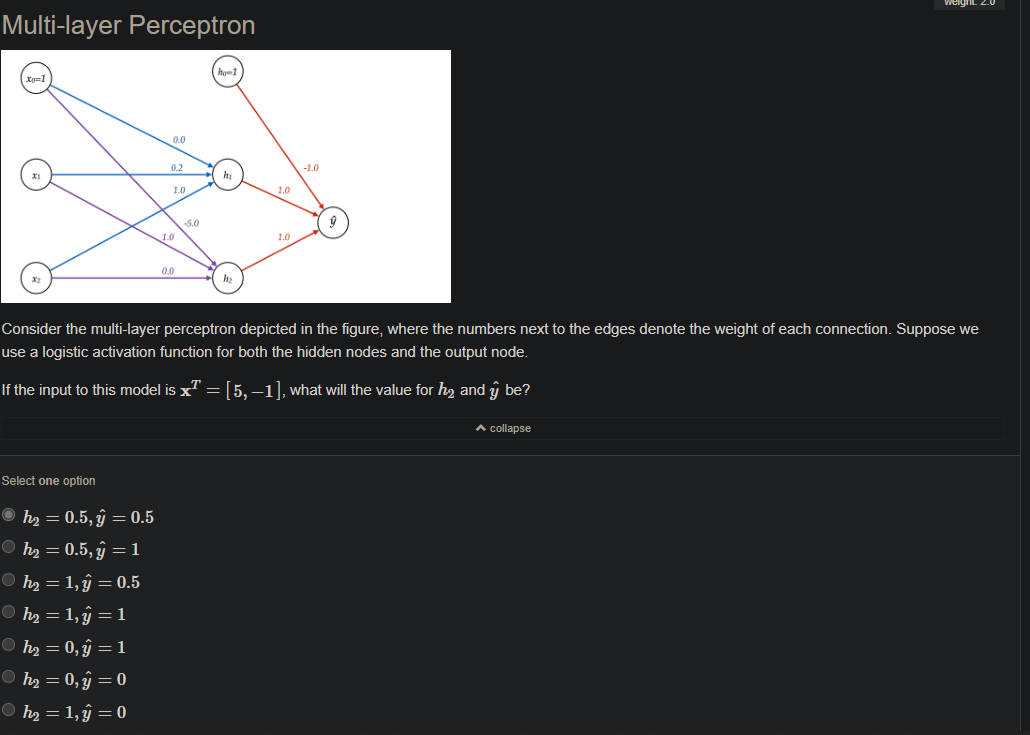 weight: 2.0
Multi-layer Perceptron
x₀=1
h₀=1
0.0
0.2
-1.0
x₁
h₁
1.0
1.0
ŷ
-5.0
1.0
1.0
0.0
x₂
h₂
Consider the multi-layer perceptron depicted in the figure, where the numbers next to the edges denote the weight of each connection. Suppose we
use a logistic activation function for both the hidden nodes and the output node.
If the input to this model is xᵀ = [5, −1], what will the value for h₂ and ŷ be?
collapse
Select one option
h₂ = 0.5, ŷ = 0.5
h₂ = 0.5, ŷ = 1
h₂ = 1, ŷ = 0.5
h₂ = 1, ŷ = 1
h₂ = 0, ŷ = 1
h₂ = 0, ŷ = 0
h₂ = 1, ŷ = 0